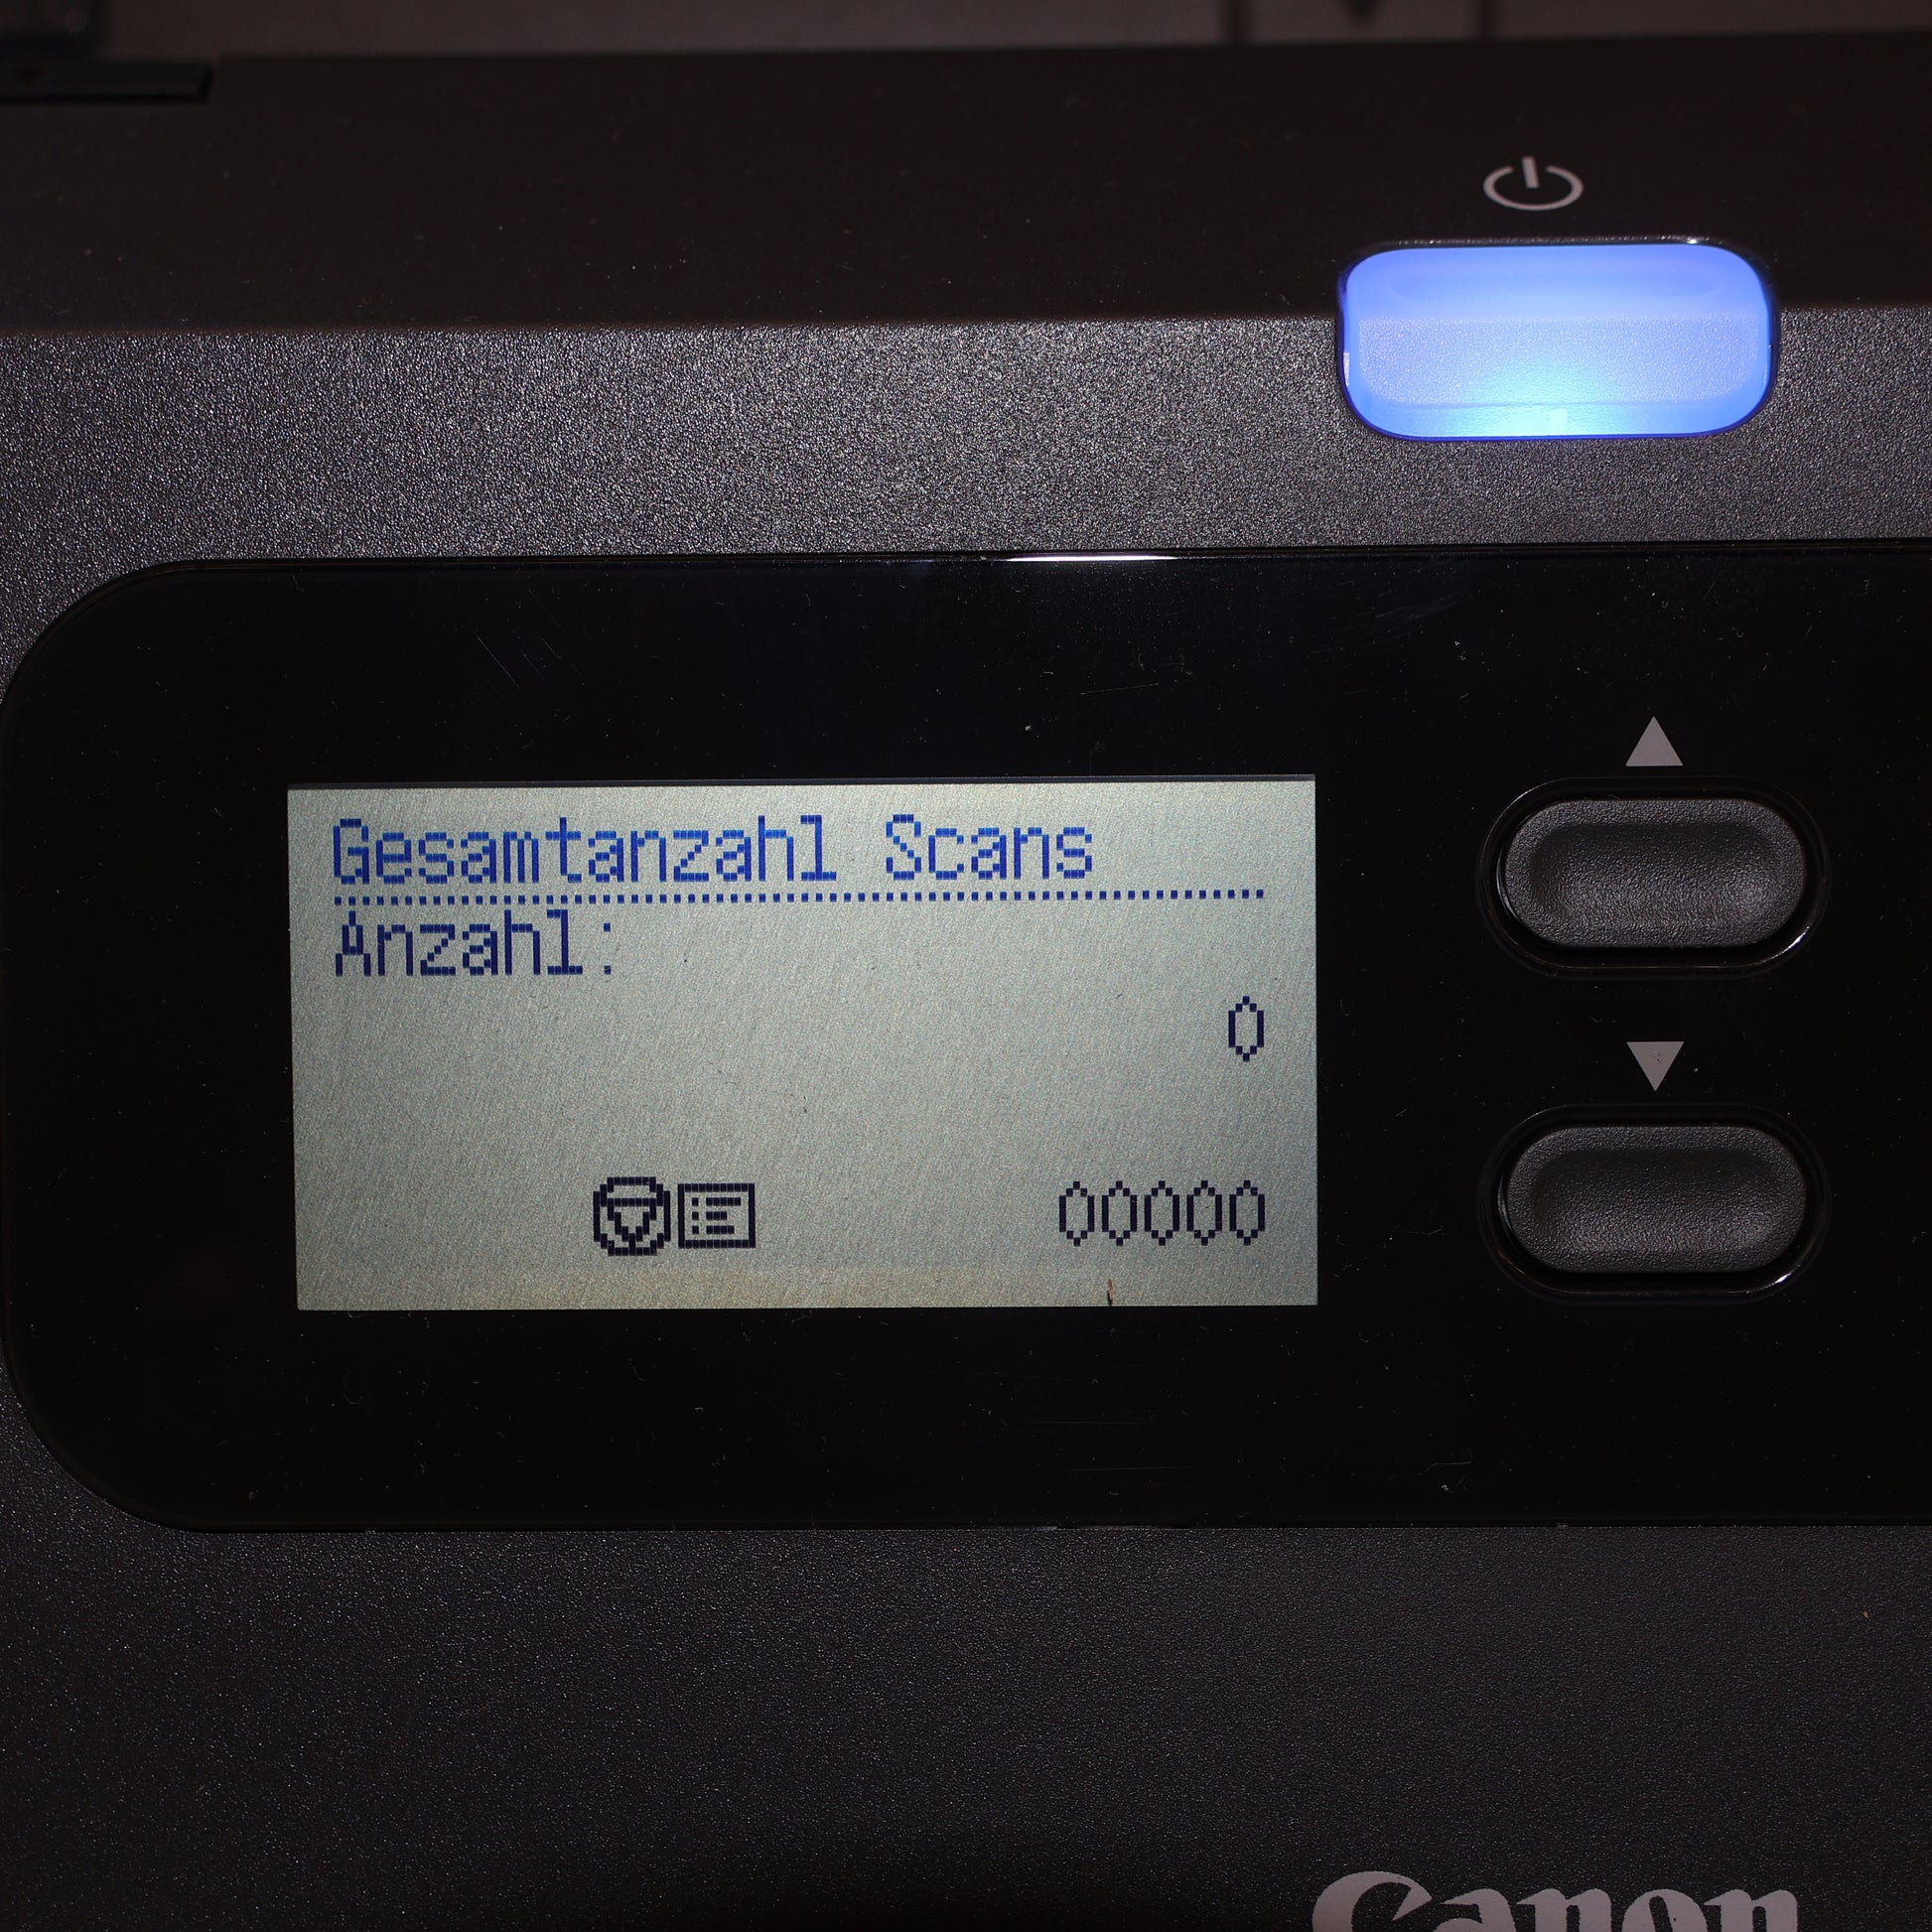 Gesamtanzahl Scans
Anzahl:
0
00000
Canon